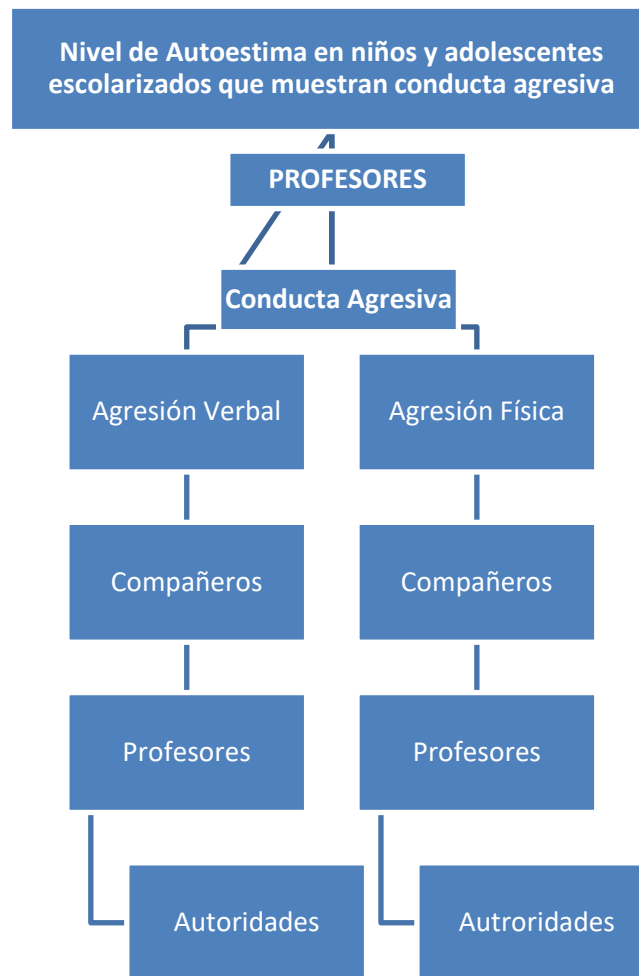 Nivel de Autoestima en niños y adolescentes
escolarizados que muestran conducta agresiva
PROFESORES
Conducta Agresiva
Agresión Verbal
Agresión Física
Compañeros
Compañeros
Profesores
Profesores
Autoridades
Autroridades